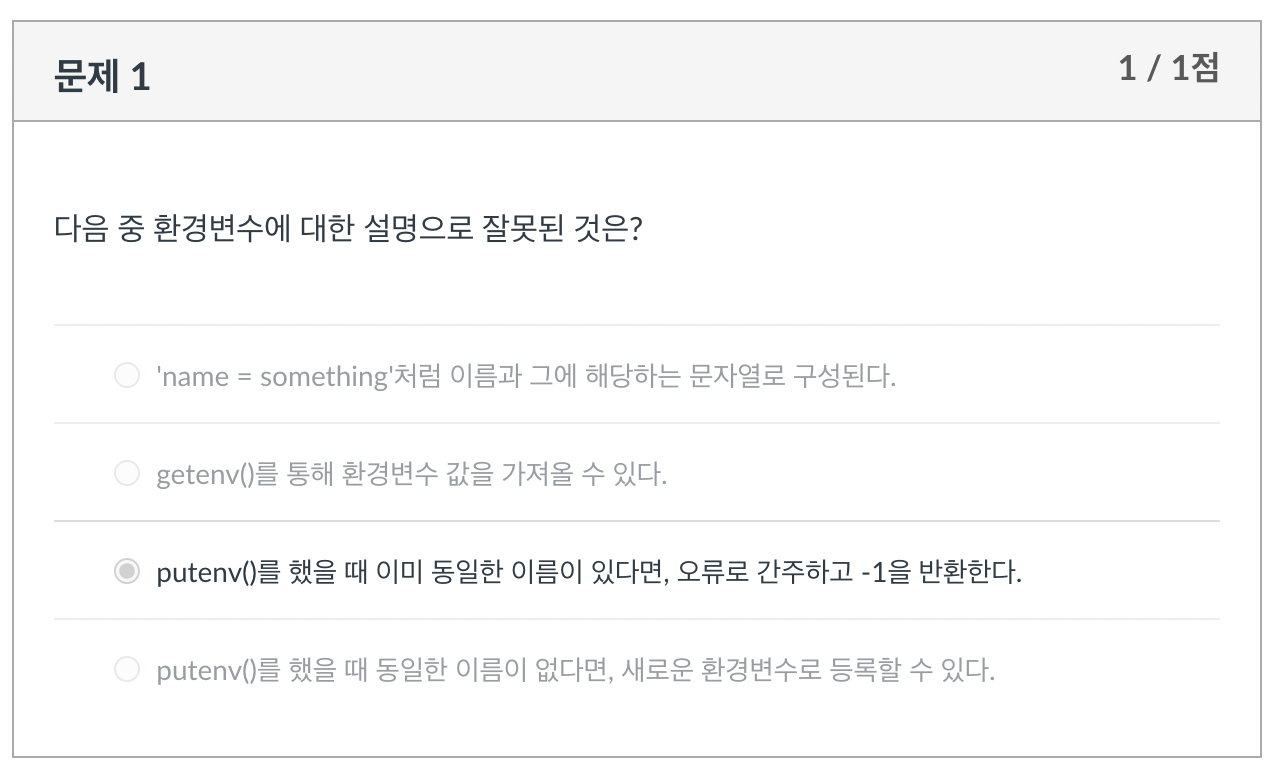 문제 1
1 / 1점
다음 중 환경변수에 대한 설명으로 잘못된 것은?
'name = something'처럼 이름과 그에 해당하는 문자열로 구성된다.
getenv()를 통해 환경변수 값을 가져올 수 있다.
putenv()를 했을 때 이미 동일한 이름이 있다면, 오류로 간주하고 -1을 반환한다.
putenv()를 했을 때 동일한 이름이 없다면, 새로운 환경변수로 등록할 수 있다.